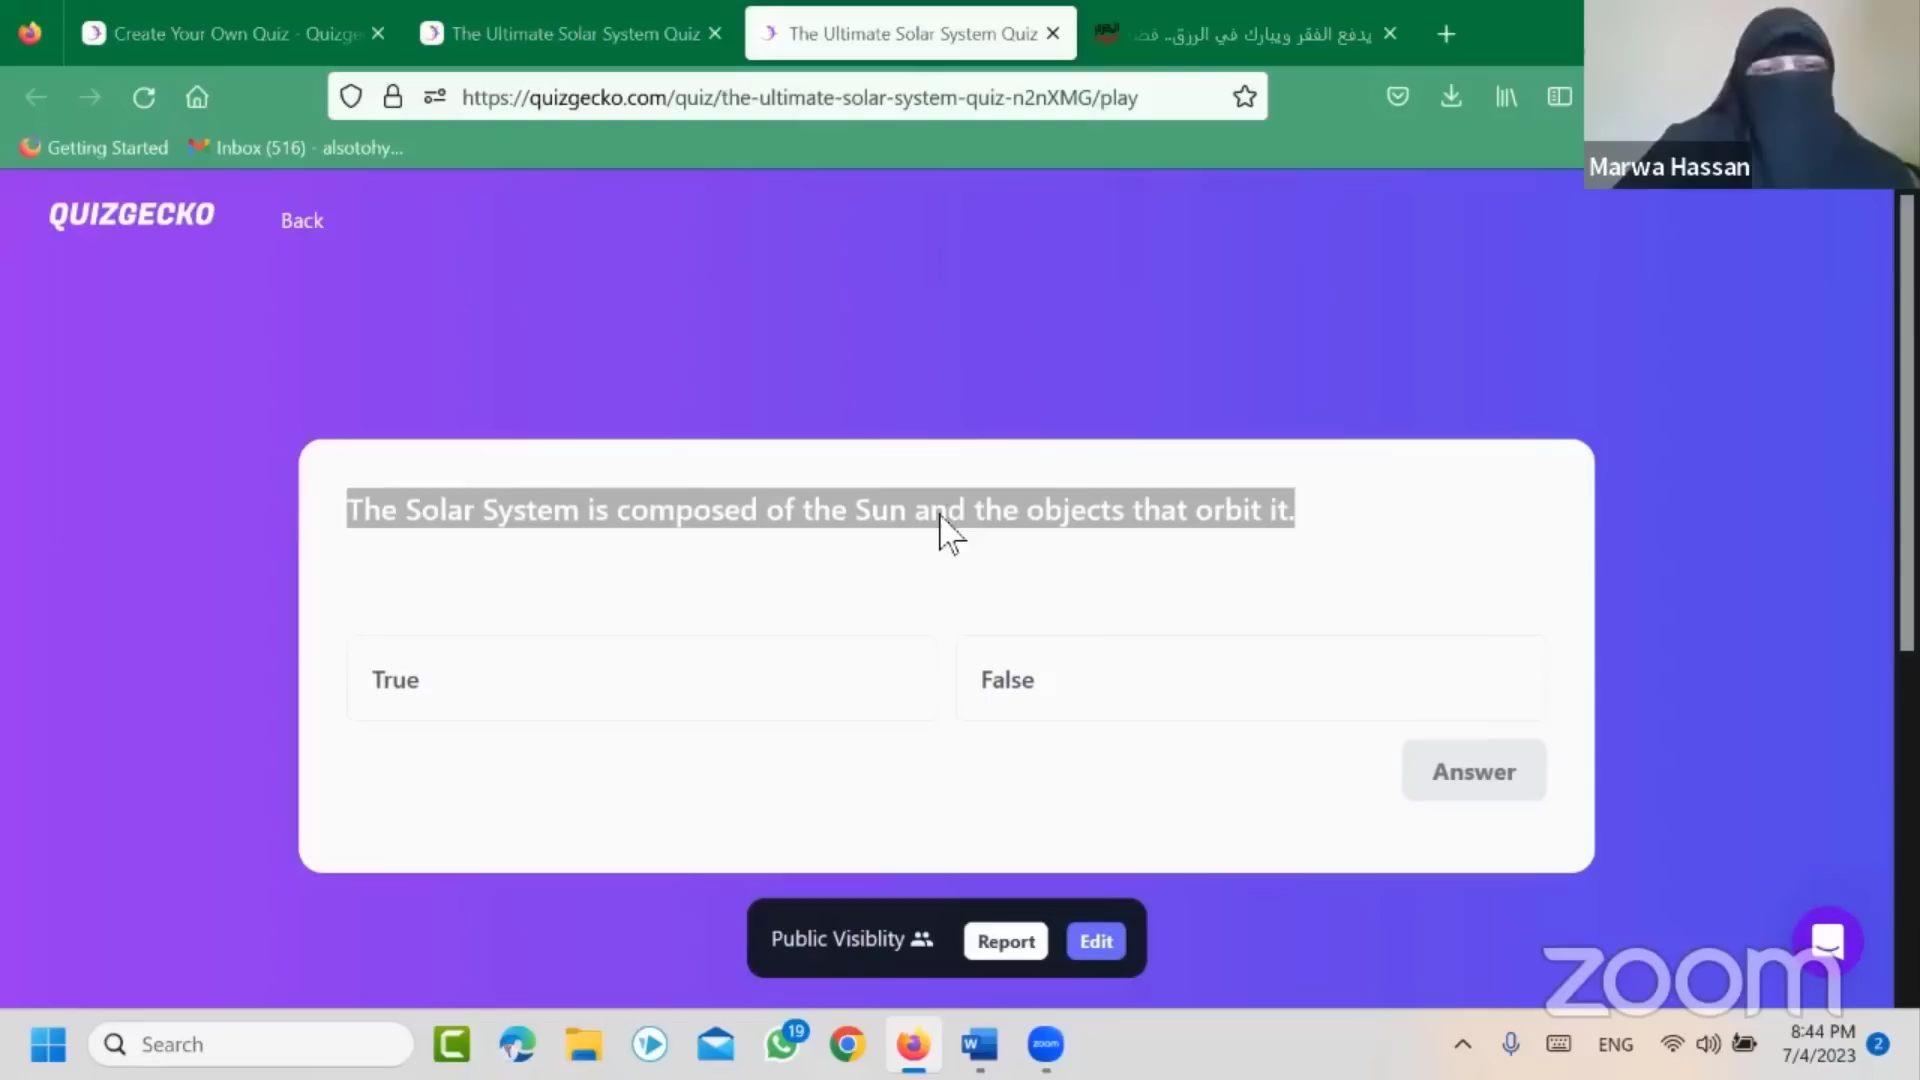 Create Your Own Quiz - Quizge
The Ultimate Solar System Quiz
The Ultimate Solar System Quiz
يدفع الفقر ويبارك في الرزق.. فض
https://quizgecko.com/quiz/the-ultimate-solar-system-quiz-n2nXMG/play
Getting Started
Inbox (516) - alsotohy...
Marwa Hassan
QUIZGECKO
Back
The Solar System is composed of the Sun and the objects that orbit it.
True
False
Answer
Public Visiblity
Report
Edit
zoom
Search
19
W
zoom
ENG
8:44 PM
7/4/2023
2